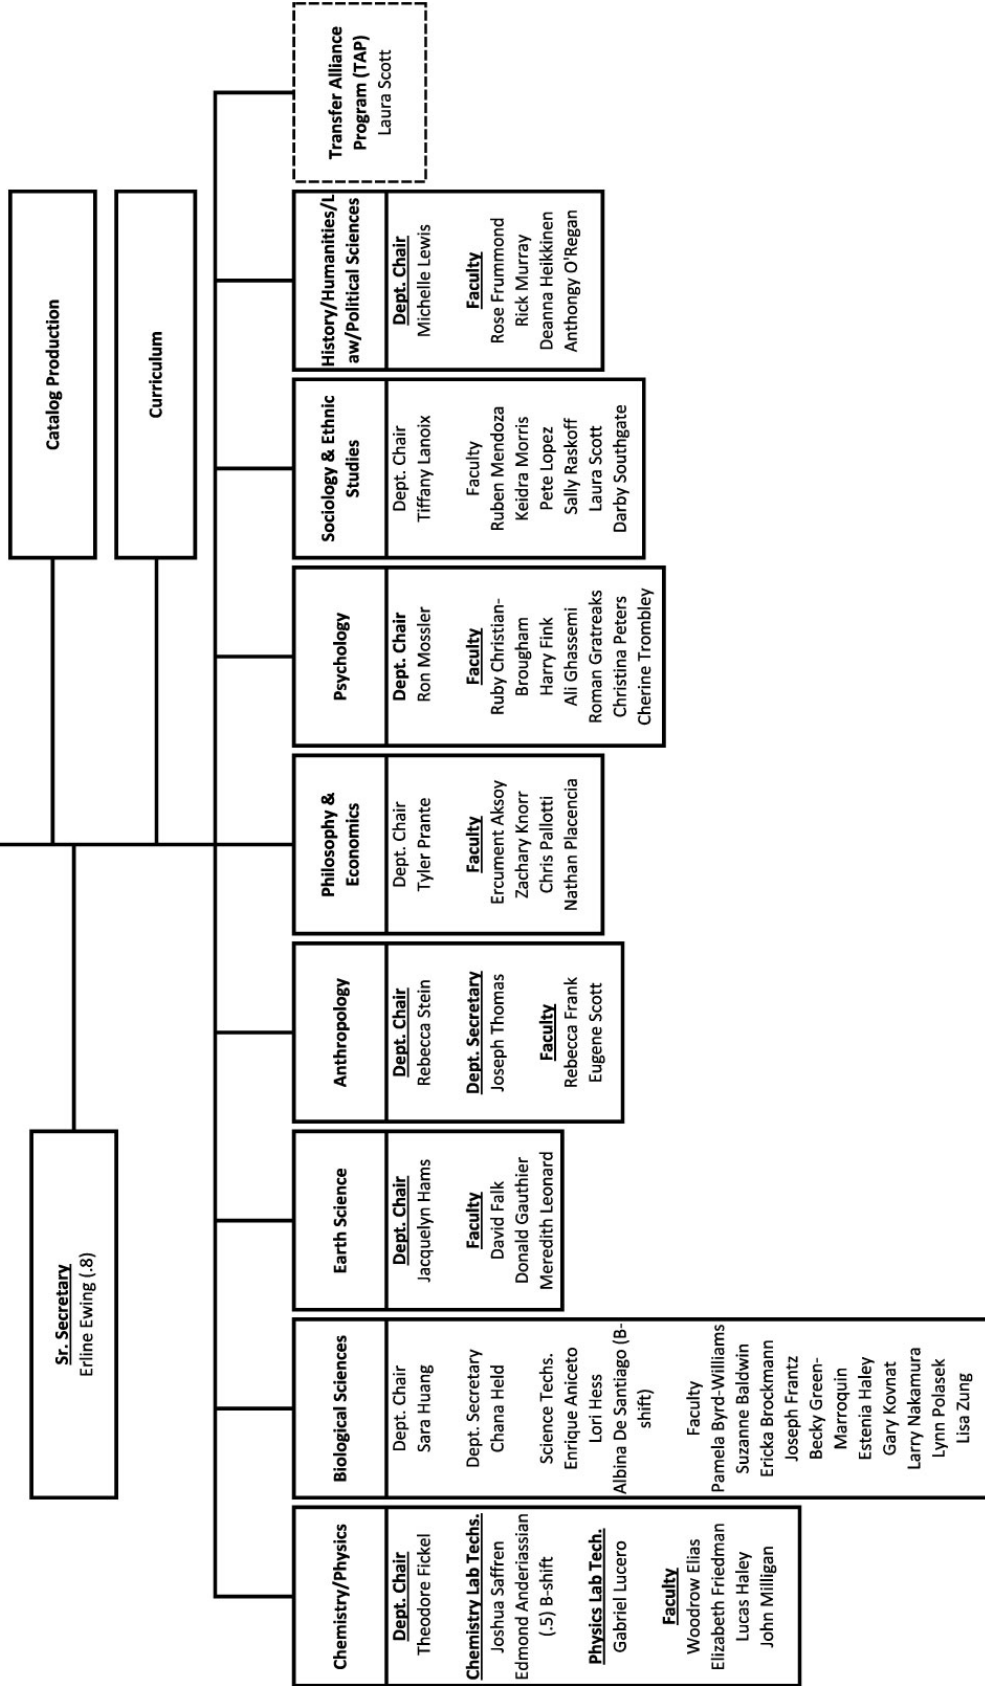 Sr. Secretary
Erline Ewing (.8)
Catalog Production
Curriculum
Chemistry/Physics
Dept. Chair
Theodore Fickel
Chemistry Lab Techs.
Joshua Saffren
Edmond Anderiassian
(.5) B-shift
Physics Lab Tech.
Gabriel Lucero
Faculty
Woodrow Elias
Elizabeth Friedman
Lucas Haley
John Milligan
Biological Sciences
Dept. Chair
Sara Huang
Dept. Secretary
Chana Held
Science Techs.
Enrique Aniceto
Lori Hess
Albina De Santiago (B-
shift)
Faculty
Pamela Byrd-Williams
Suzanne Baldwin
Ericka Brockmann
Joseph Frantz
Becky Green-
Marroquin
Estenia Haley
Gary Kovnat
Larry Nakamura
Lynn Polasek
Lisa Zung
Earth Science
Dept. Chair
Jacquelyn Hams
Faculty
David Falk
Donald Gauthier
Meredith Leonard
Anthropology
Dept. Chair
Rebecca Stein
Dept. Secretary
Joseph Thomas
Faculty
Rebecca Frank
Eugene Scott
Philosophy &
Economics
Dept. Chair
Tyler Prante
Faculty
Ercument Aksoy
Zachary Knorr
Chris Pallotti
Nathan Placencia
Psychology
Dept. Chair
Ron Mossler
Faculty
Ruby Christian-
Brougham
Harry Fink
Ali Ghassemi
Roman Gratreaks
Christina Peters
Cherine Trombley
Sociology & Ethnic
Studies
Dept. Chair
Tiffany Lanoix
Faculty
Ruben Mendoza
Keidra Morris
Pete Lopez
Sally Raskoff
Laura Scott
Darby Southgate
History/Humanities/L
aw/Political Sciences
Dept. Chair
Michelle Lewis
Faculty
Rose Frummond
Rick Murray
Deanna Heikkinen
Anthongy O'Regan
Transfer Alliance
Program (TAP)
Laura Scott